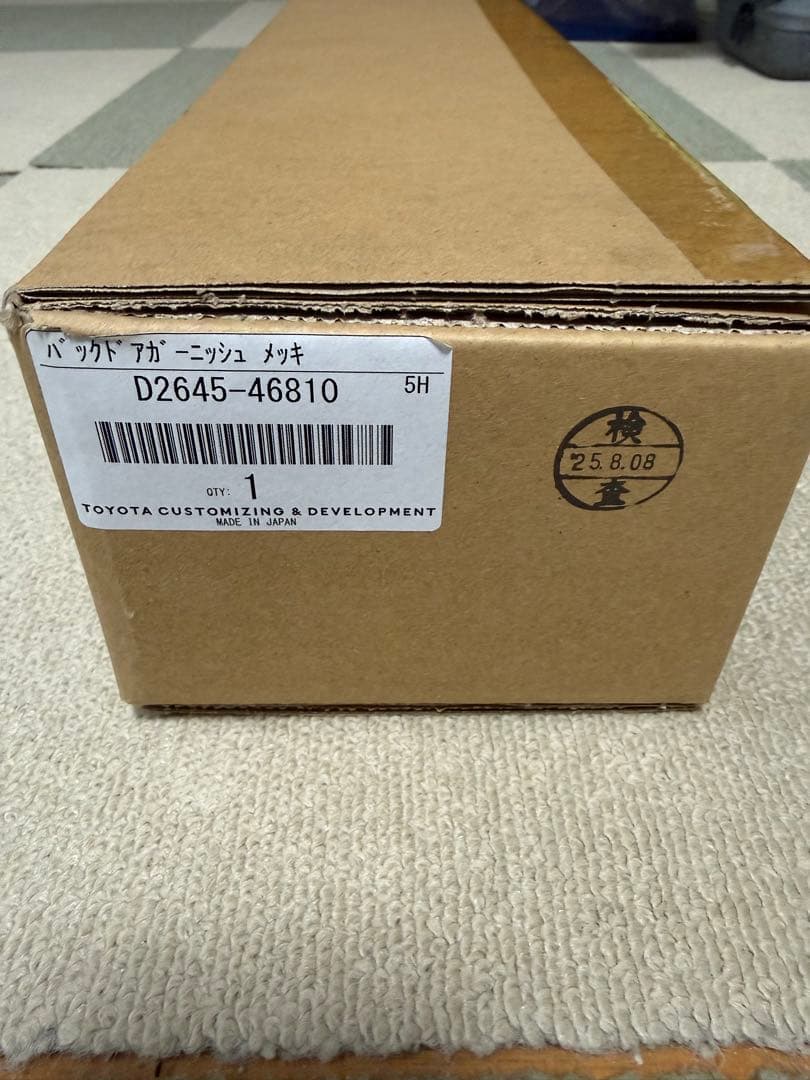 ﾊﾞｯｸﾄﾞｱｶﾞｰﾆｯｼｭ ﾒｯｷ
D2645-46810 5H
QTY: 1
TOYOTA CUSTOMIZING & DEVELOPMENT
MADE IN JAPAN
検
'25.8.08
査